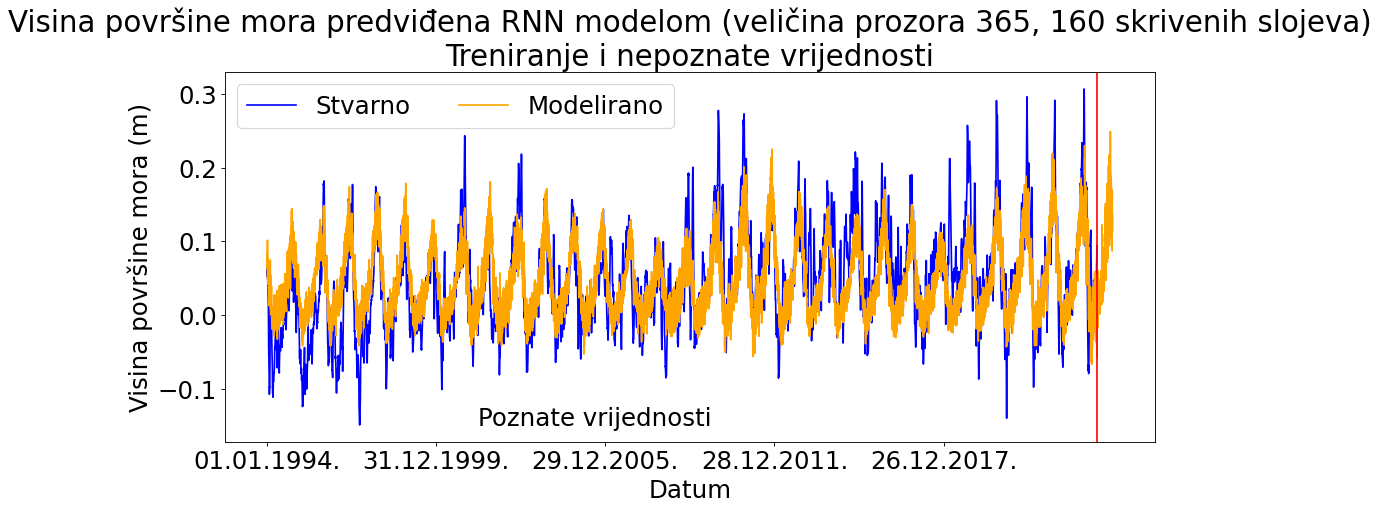 Visina površine mora predviđena RNN modelom (veličina prozora 365, 160 skrivenih slojeva)
Treniranje i nepoznate vrijednosti
Stvarno Modelirano
Visina površine mora (m)
0.3
0.2
0.1
0.0
−0.1
Poznate vrijednosti
01.01.1994. 31.12.1999. 29.12.2005. 28.12.2011. 26.12.2017.
Datum